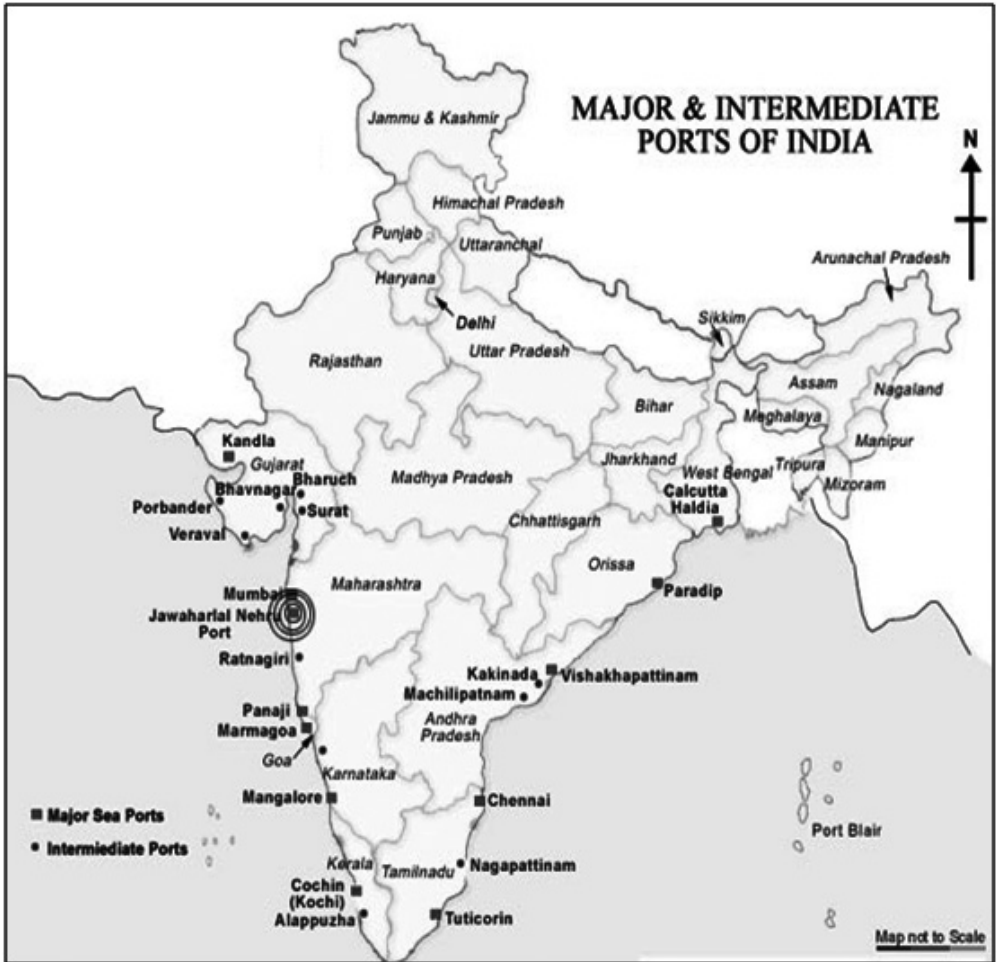 MAJOR & INTERMEDIATE
PORTS OF INDIA
N
Jammu & Kashmir
Himachal Pradesh
Punjab
Uttaranchal
Haryana
Arunachal Pradesh
Delhi
Sikkim
Rajasthan
Uttar Pradesh
Assam
Nagaland
Bihar
Meghalaya
Manipur
Kandla
Gujarat
Jharkhand
West Bengal
Tripura
Mizoram
Madhya Pradesh
Bharuch
Bhavnagar
Porbander
Surat
Calcutta
Haldia
Veraval
Chhattisgarh
Orissa
Maharashtra
Paradip
Mumbai
Jawaharlal Nehru
Port
Ratnagiri
Kakinada
Vishakhapattinam
Machilipatnam
Panaji
Marmagoa
Andhra
Pradesh
Goa
Karnataka
Mangalore
Chennai
Major Sea Ports
Port Blair
Intermiediate Ports
Kerala
Tamilnadu
Nagapattinam
Cochin
(Kochi)
Alappuzha
Tuticorin
Map not to Scale